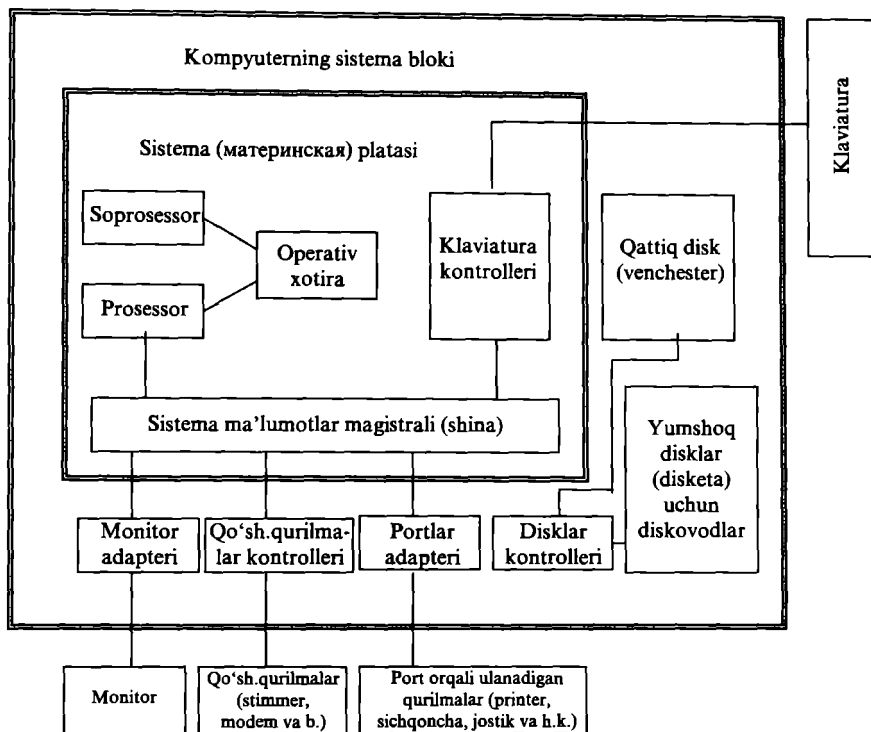 Kompyuterning sistema bloki
Klaviatura
Sistema (материнская) platasi
Soprosessor
Operativ
xotira
Prosessor
Klaviatura
kontrolleri
Qattiq disk
(venchester)
Sistema ma'lumotlar magistrali (shina)
Yumshoq
disklar
(disketa)
uchun
diskovodlar
Monitor
adapteri
Qo'sh.qurilma-
lar kontrolleri
Portlar
adapteri
Disklar
kontrolleri
Monitor
Qo'sh.qurilmalar
(stimmer,
modem va b.)
Port orqali ulanadigan
qurilmalar (printer,
sichqoncha, jostik va h.k.)